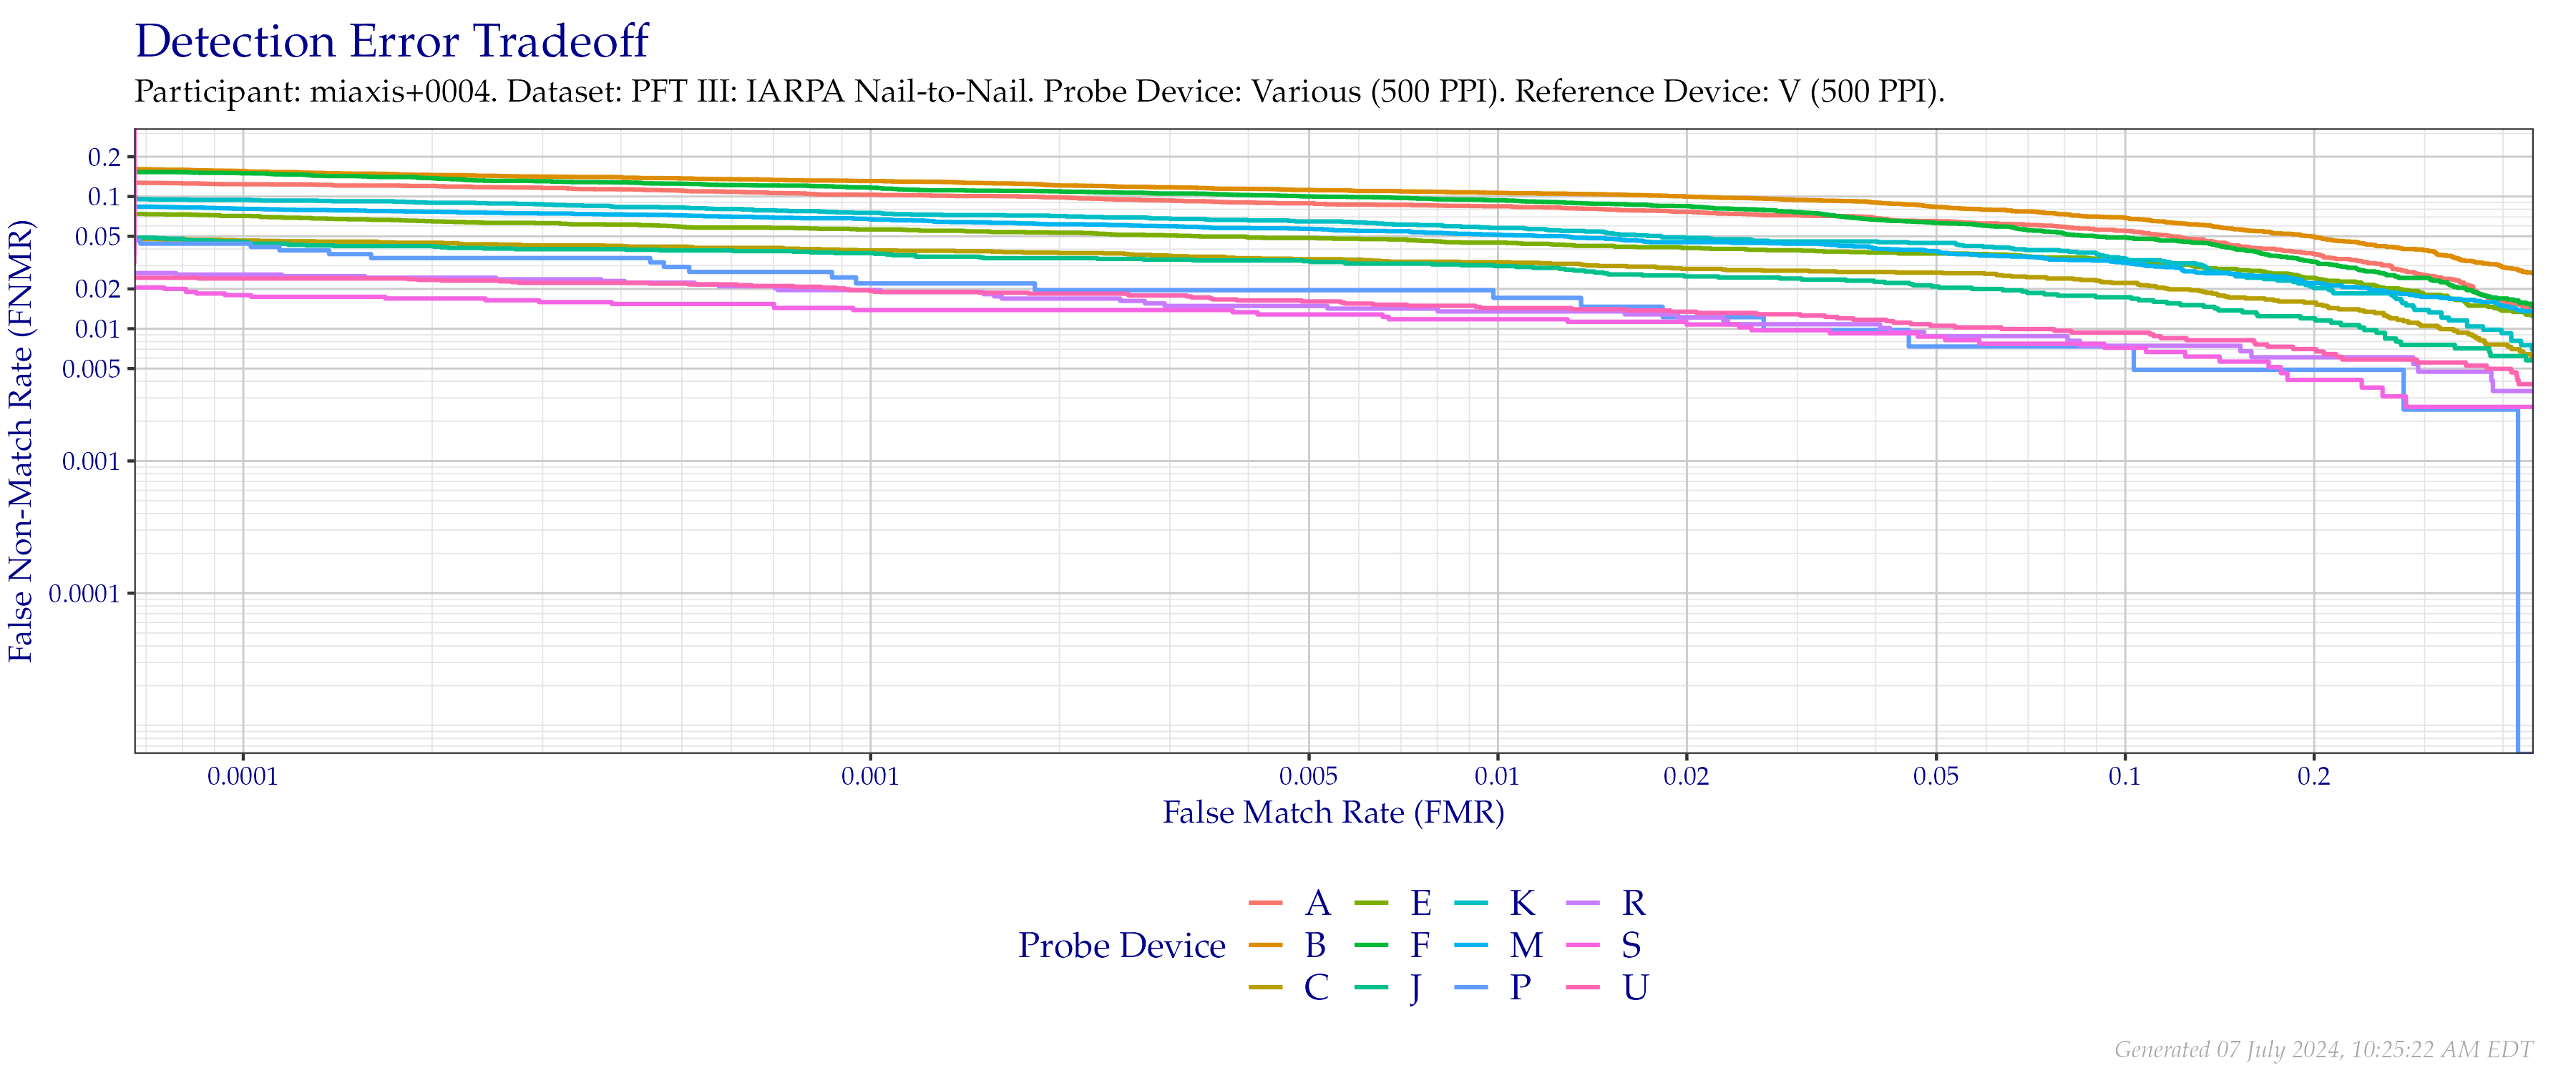 Detection Error Tradeoff
Participant: miaxis+0004. Dataset: PFT III: IARPA Nail-to-Nail. Probe Device: Various (500 PPI). Reference Device: V (500 PPI).
False Non-Match Rate (FNMR)
0.2
0.1
0.05
0.02
0.01
0.005
0.001
0.0001
0.0001 0.001 0.005 0.01 0.02 0.05 0.1 0.2
False Match Rate (FMR)
Probe Device
A E K R
B F M S
C J P U
Generated 07 July 2024, 10:25:22 AM EDT